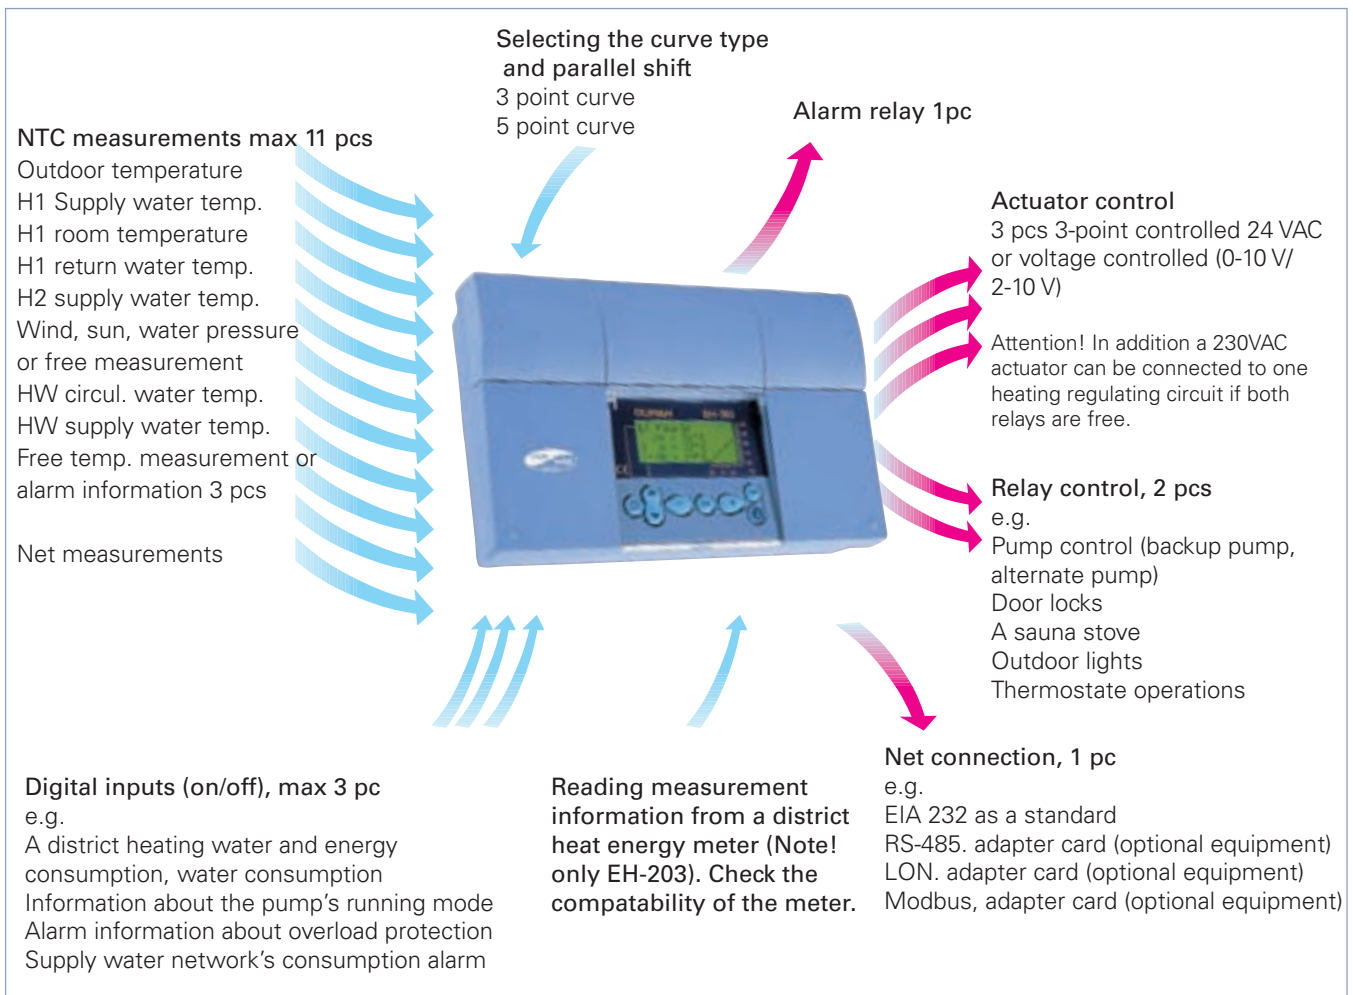 Selecting the curve type
and parallel shift
3 point curve
5 point curve
Alarm relay 1pc
NTC measurements max 11 pcs
Outdoor temperature
H1 Supply water temp.
H1 room temperature
H1 return water temp.
H2 supply water temp.
Wind, sun, water pressure
or free measurement
HW circul. water temp.
HW supply water temp.
Free temp. measurement or
alarm information 3 pcs
Net measurements
Actuator control
3 pcs 3-point controlled 24 VAC
or voltage controlled (0-10 V/
2-10 V)
Attention! In addition a 230VAC
actuator can be connected to one
heating regulating circuit if both
relays are free.
Relay control, 2 pcs
e.g.
Pump control (backup pump,
alternate pump)
Door locks
A sauna stove
Outdoor lights
Thermostate operations
Digital inputs (on/off), max 3 pc
e.g.
A district heating water and energy
consumption, water consumption
Information about the pump's running mode
Alarm information about overload protection
Supply water network's consumption alarm
Reading measurement
information from a district
heat energy meter (Note!
only EH-203). Check the
compatability of the meter.
Net connection, 1 pc
e.g.
EIA 232 as a standard
RS-485. adapter card (optional equipment)
LON. adapter card (optional equipment)
Modbus, adapter card (optional equipment)